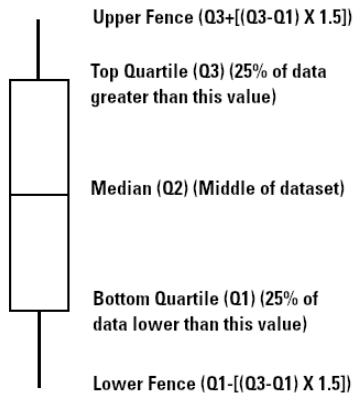 Upper Fence (Q3+[(Q3-Q1) X 1.5])
Top Quartile (Q3) (25% of data
greater than this value)
Median (Q2) (Middle of dataset)
Bottom Quartile (Q1) (25% of
data lower than this value)
Lower Fence (Q1-[(Q3-Q1) X 1.5])